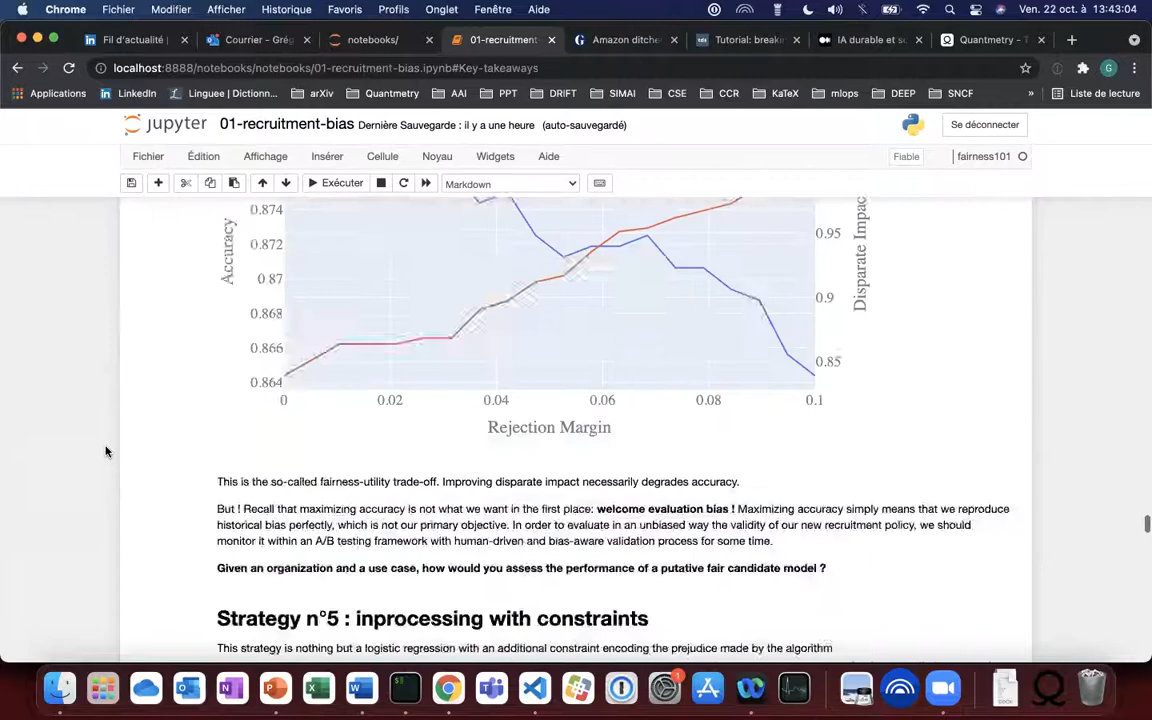 Chrome Fichier Modifier Afficher Historique Favoris Profils Onglet Fenêtre Aide Ven. 22 oct. à 13:43:04
Fil d'actualité Courrier – Grég notebooks/ 01-recruitment- Amazon ditche Tutorial: breaki IA durable et s Quantmetry – T
localhost:8888/notebooks/notebooks/01-recruitment-bias.ipynb#Key-takeaways G
Applications LinkedIn Linguee | Dictionn... arXiv Quantmetry AAI PPT DRIFT SIMAI CSE CCR KaTeX mlops DEEP SNCF » Liste de lecture
jupyter 01-recruitment-bias Dernière Sauvegarde : il y a une heure (auto-sauvegardé) Se déconnecter
Fichier Édition Affichage Insérer Cellule Noyau Widgets Aide Fiable fairness101
Exécuter Markdown
0.874
0.872
0.87
0.868
0.866
0.864
Accuracy
0.95
0.9
0.85
Disparate Impac
0 0.02 0.04 0.06 0.08 0.1
Rejection Margin
This is the so-called fairness-utility trade-off. Improving disparate impact necessarily degrades accuracy.
But ! Recall that maximizing accuracy is not what we want in the first place: welcome evaluation bias ! Maximizing accuracy simply means that we reproduce
historical bias perfectly, which is not our primary objective. In order to evaluate in an unbiased way the validity of our new recruitment policy, we should
monitor it within an A/B testing framework with human-driven and bias-aware validation process for some time.
Given an organization and a use case, how would you assess the performance of a putative fair candidate model ?
Strategy n°5 : inprocessing with constraints
This strategy is nothing but a logistic regression with an additional constraint encoding the prejudice made by the algorithm